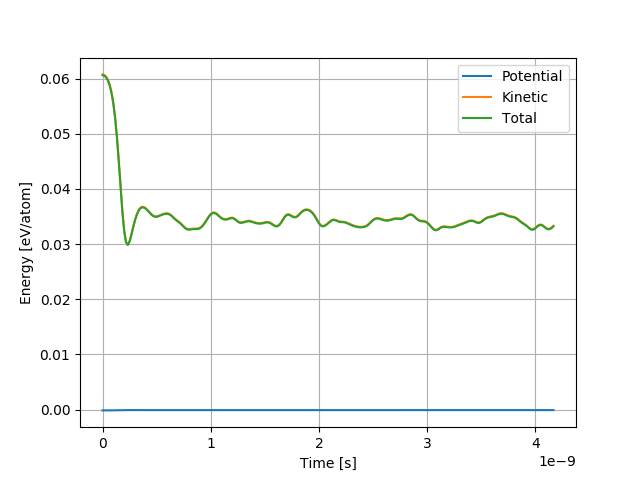 0.06
0.05
0.04
0.03
0.02
0.01
0.00
Energy [eV/atom]
Potential
Kinetic
Total
0
1
2
3
4
1e−9
Time [s]